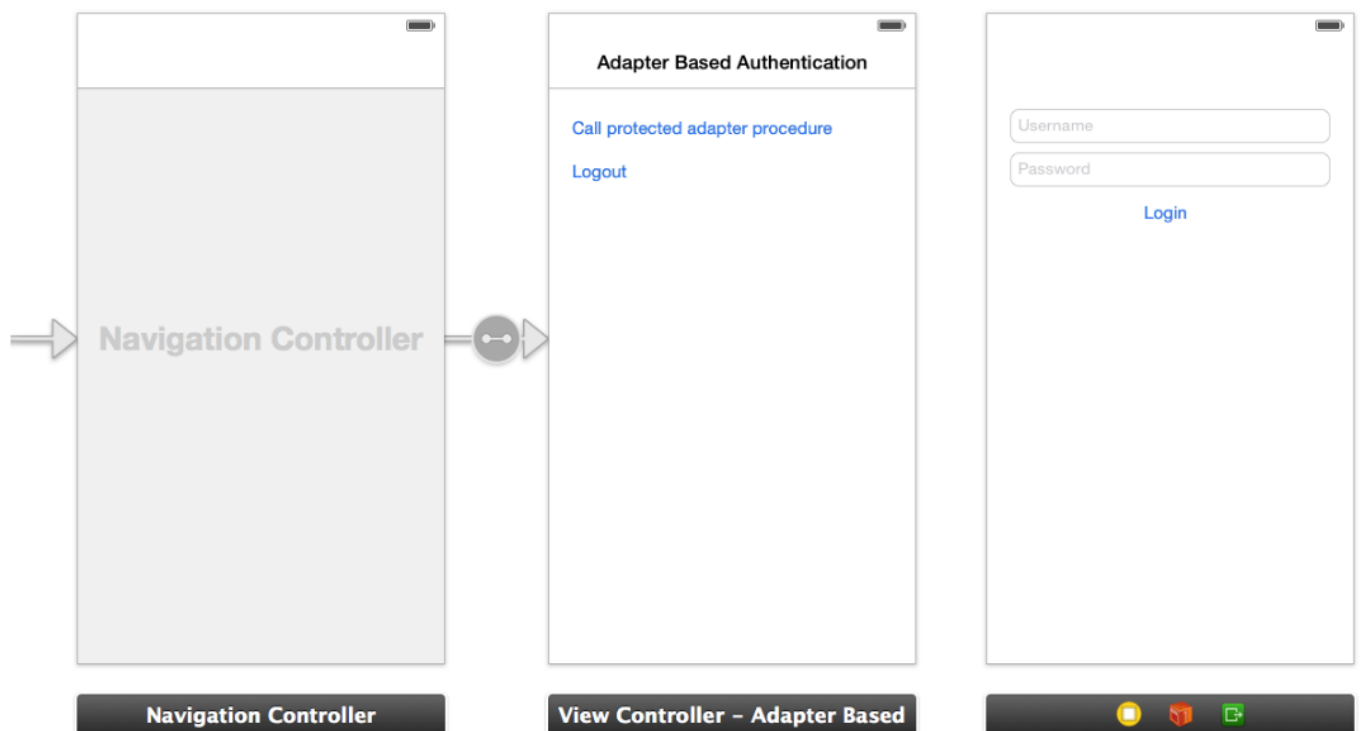 Navigation Controller
Navigation Controller
Adapter Based Authentication
Call protected adapter procedure
Logout
View Controller – Adapter Based
Username
Password
Login